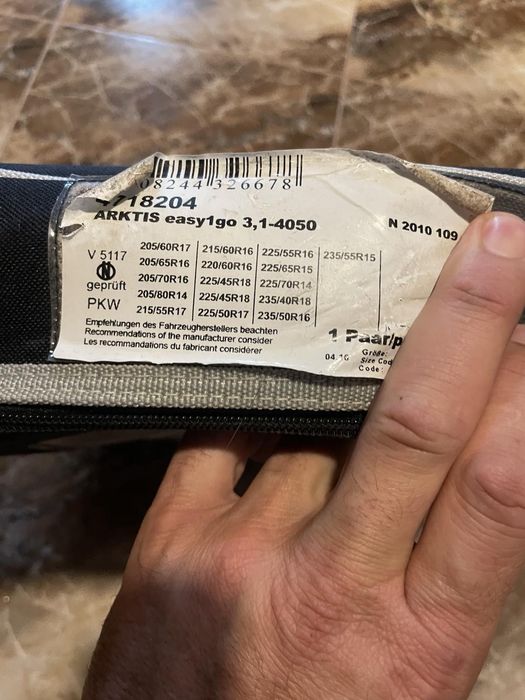 08244 326678
4718204
ARKTIS easy1go 3,1-4050
N 2010 109
V 5117
geprüft
PKW
205/60R17 215/60R16 225/55R16 235/55R15
205/65R16 220/60R16 225/65R15
205/70R16 225/45R18 225/70R14
205/80R14 225/45R18 235/40R18
215/55R17 225/50R17 235/50R16
Empfehlungen des Fahrzeugherstellers beachten
Recommendations of the manufacturer consider
Les recommandations du fabricant considérer
1 Paar/p
04.10
Größe:
Size Cod
Code: